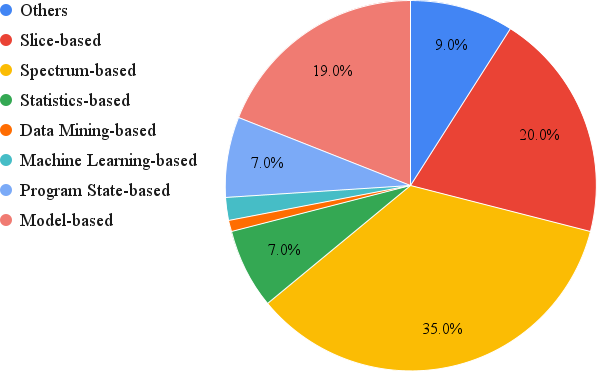 Others
Slice-based
Spectrum-based
Statistics-based
Data Mining-based
Machine Learning-based
Program State-based
Model-based
9.0%
20.0%
35.0%
7.0%
7.0%
19.0%